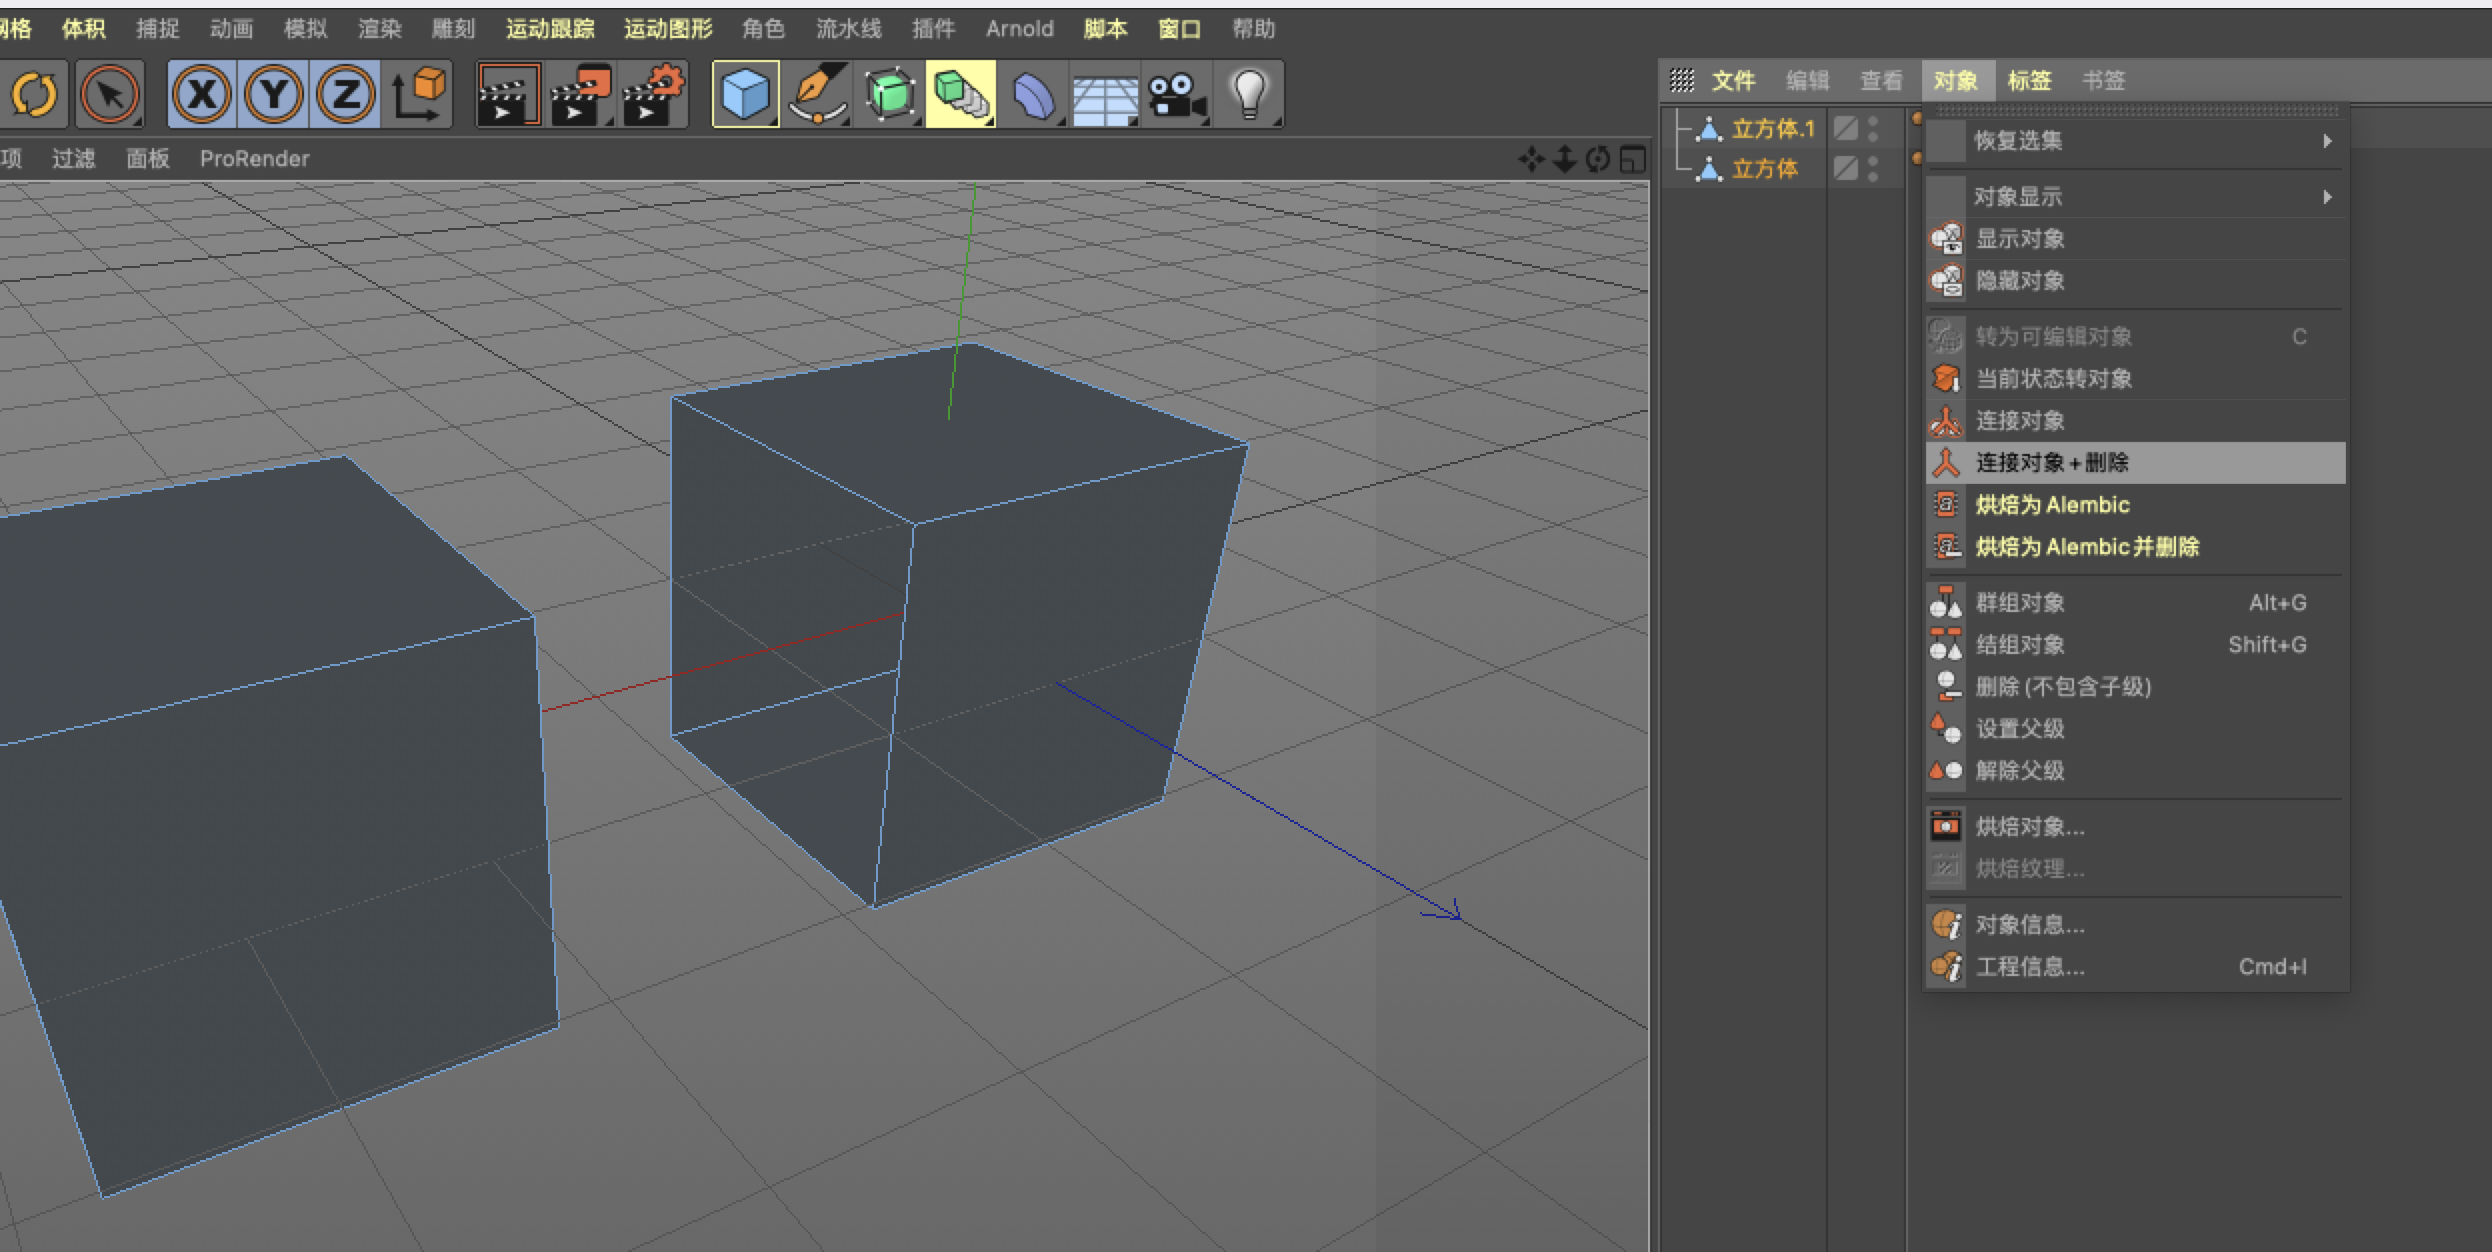 网格 体积 捕捉 动画 模拟 渲染 雕刻 运动跟踪 运动图形 角色 流水线 插件 Arnold 脚本 窗口 帮助
X Y Z
项 过滤 面板 ProRender
文件 编辑 查看 对象 标签 书签
立方体.1
立方体
恢复选集
对象显示
显示对象
隐藏对象
转为可编辑对象 C
当前状态转对象
连接对象
连接对象+删除
烘焙为 Alembic
烘焙为 Alembic并删除
群组对象 Alt+G
结组对象 Shift+G
删除 (不包含子级)
设置父级
解除父级
烘焙对象...
烘焙纹理...
对象信息...
工程信息... Cmd+I